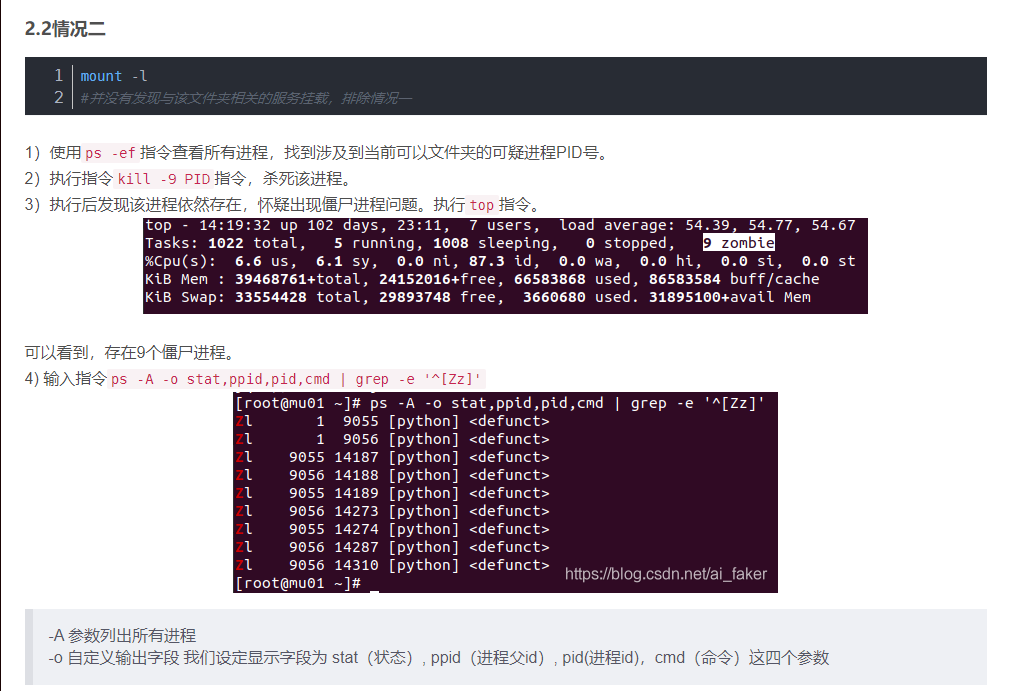 2.2情况二
1 mount -l
2 #并没有发现与该文件夹相关的服务挂载，排除情况一
1）使用 ps -ef 指令查看所有进程，找到涉及到当前可以文件夹的可疑进程PID号。
2）执行指令 kill -9 PID 指令，杀死该进程。
3）执行后发现该进程依然存在，怀疑出现僵尸进程问题。执行 top 指令。
top - 14:19:32 up 102 days, 23:11,  7 users,  load average: 54.39, 54.77, 54.67
Tasks: 1022 total,   5 running, 1008 sleeping,   0 stopped,   9 zombie
%Cpu(s):  6.6 us,  6.1 sy,  0.0 ni, 87.3 id,  0.0 wa,  0.0 hi,  0.0 si,  0.0 st
KiB Mem : 39468761+total, 24152016+free, 66583868 used, 86583584 buff/cache
KiB Swap: 33554428 total, 29893748 free,  3660680 used. 31895100+avail Mem
可以看到，存在9个僵尸进程。
4) 输入指令 ps -A -o stat,ppid,pid,cmd | grep -e '^[Zz]'
[root@mu01 ~]# ps -A -o stat,ppid,pid,cmd | grep -e '^[Zz]'
Zl       1  9055 [python] <defunct>
Zl       1  9056 [python] <defunct>
Zl    9055 14187 [python] <defunct>
Zl    9056 14188 [python] <defunct>
Zl    9055 14189 [python] <defunct>
Zl    9056 14273 [python] <defunct>
Zl    9055 14274 [python] <defunct>
Zl    9056 14287 [python] <defunct>
Zl    9056 14310 [python] <defunct>
[root@mu01 ~]#
https://blog.csdn.net/ai_faker
-A 参数列出所有进程
-o 自定义输出字段 我们设定显示字段为 stat（状态）, ppid（进程父id）, pid(进程id)，cmd（命令）这四个参数